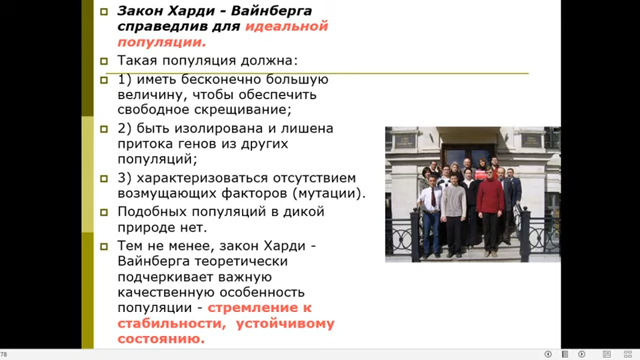 Закон Харди - Вайнберга
справедлив для идеальной
популяции.
Такая популяция должна:
1) иметь бесконечно большую
величину, чтобы обеспечить
свободное скрещивание;
2) быть изолирована и лишена
притока генов из других
популяций;
3) характеризоваться отсутствием
возмущающих факторов (мутации).
Подобных популяций в дикой
природе нет.
Тем не менее, закон Харди -
Вайнберга теоретически
подчеркивает важную
качественную особенность
популяции - стремление к
стабильности, устойчивому
состоянию.
78